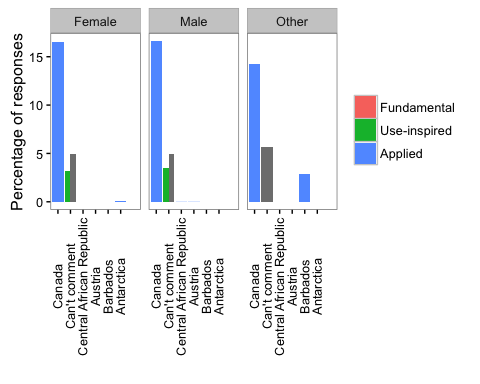 Female Male Other
Percentage of responses
15
10
5
0
Fundamental
Use-inspired
Applied
Canada
Can't comment
Central African Republic
Austria
Barbados
Antarctica
Canada
Can't comment
Central African Republic
Austria
Barbados
Antarctica
Canada
Can't comment
Central African Republic
Austria
Barbados
Antarctica